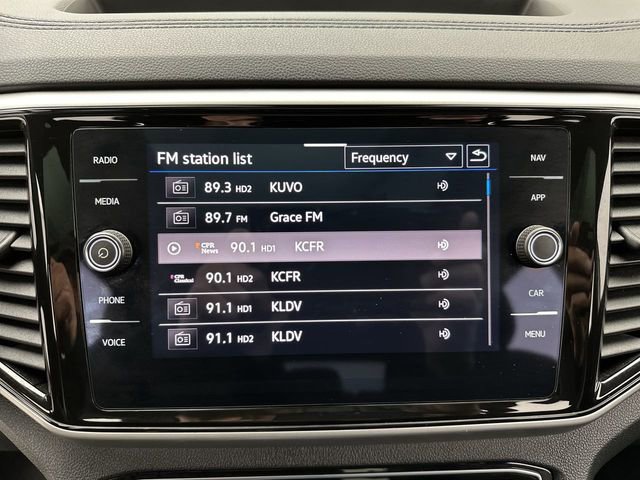 RADIO
MEDIA
PHONE
VOICE
FM station list
Frequency
89.3 HD2 KUVO
89.7 FM Grace FM
CPR News 90.1 HD1 KCFR
CPR Classical 90.1 HD2 KCFR
91.1 HD1 KLDV
91.1 HD2 KLDV
NAV
APP
CAR
MENU